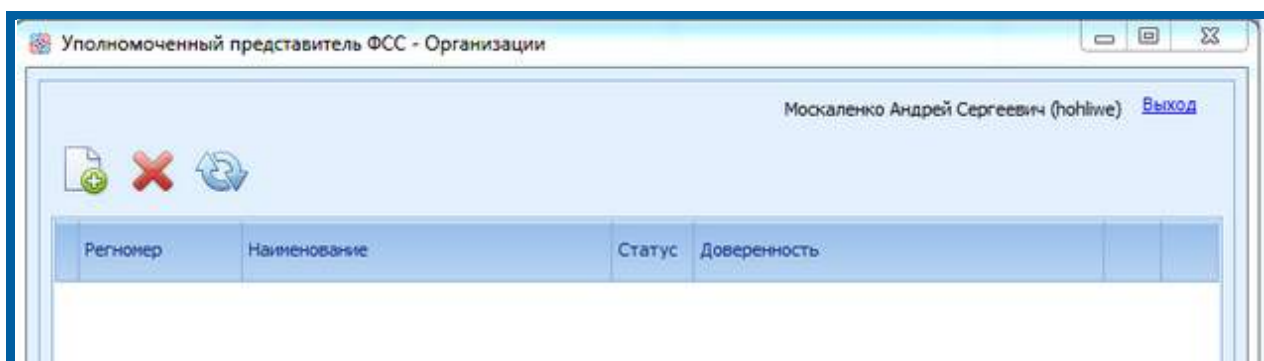 Уполномоченный представитель ФСС - Организации
Москаленко Андрей Сергеевич (hohliwe) Выход
Регномер Наименование Статус Доверенность